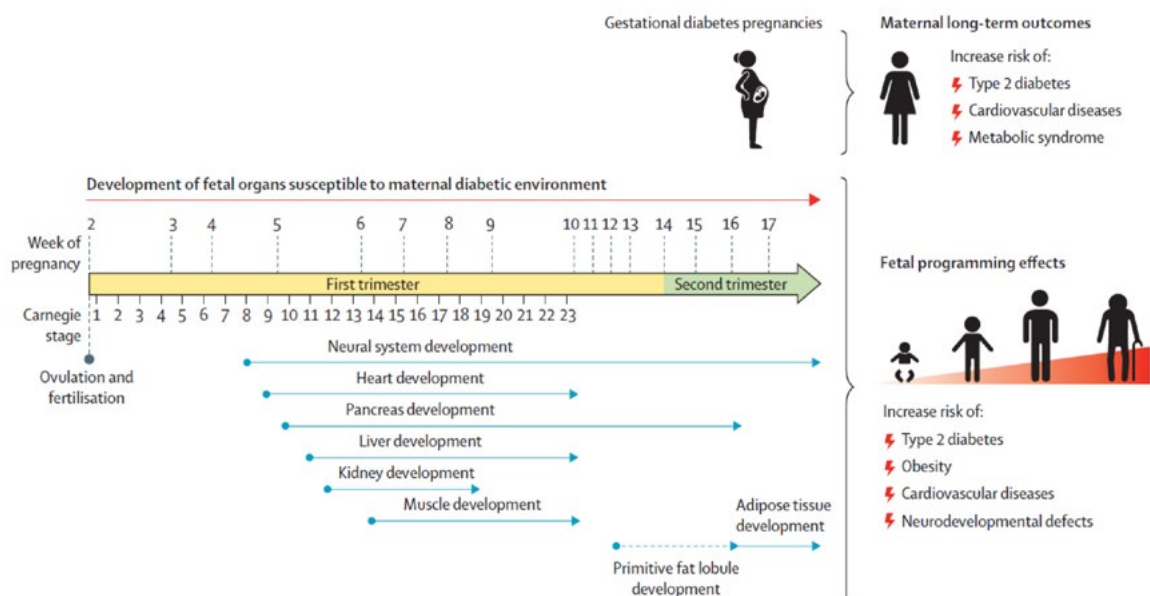 Gestational diabetes pregnancies
Maternal long-term outcomes
Increase risk of:
Type 2 diabetes
Cardiovascular diseases
Metabolic syndrome
Development of fetal organs susceptible to maternal diabetic environment
2 3 4 5 6 7 8 9 10 11 12 13 14 15 16 17
Week of
pregnancy
First trimester
Second trimester
Carnegie
stage
1 2 3 4 5 6 7 8 9 10 11 12 13 14 15 16 17 18 19 20 21 22 23
Ovulation and
fertilisation
Neural system development
Heart development
Pancreas development
Liver development
Kidney development
Muscle development
Adipose tissue
development
Primitive fat lobule
development
Fetal programming effects
Increase risk of:
Type 2 diabetes
Obesity
Cardiovascular diseases
Neurodevelopmental defects